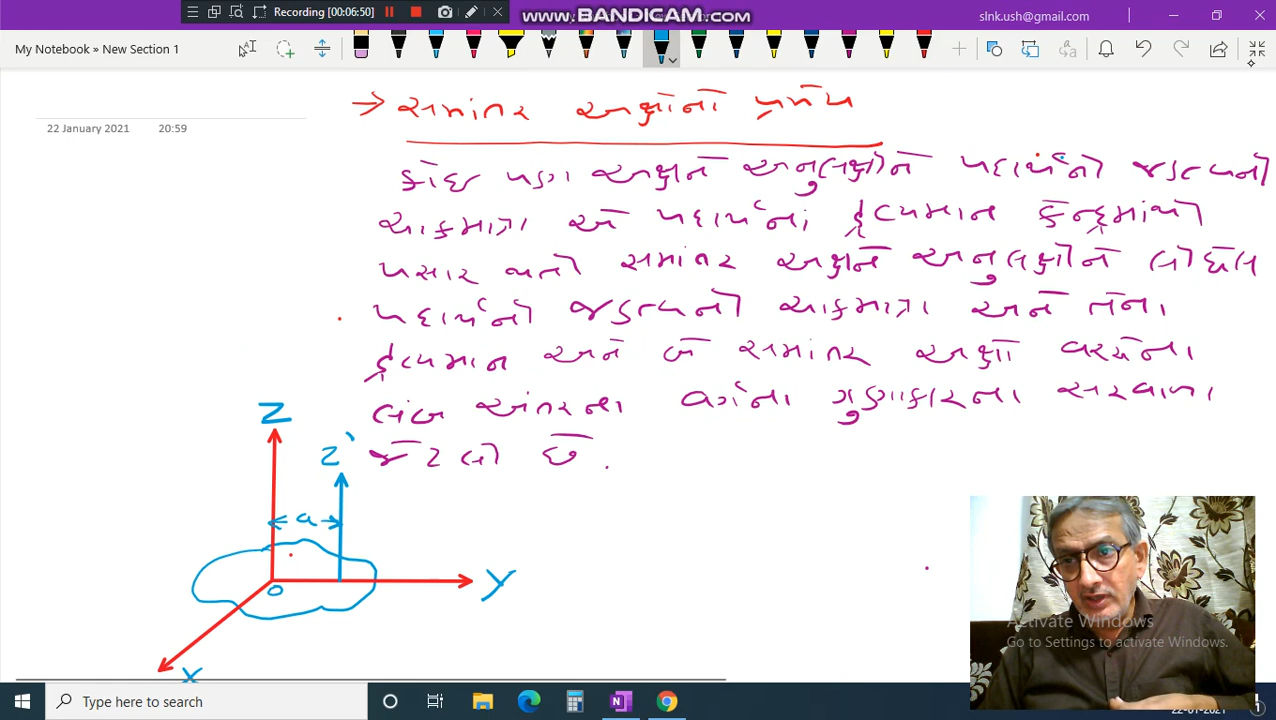 Recording [00:06:50]
www.BANDICAM.com
slnk.ush@gmail.com
My Notebook » New Section 1
22 January 2021 20:59
→ સમાંતર અક્ષોનો પ્રમેય
કોઇ પણ અક્ષને અનુલક્ષીને પદાર્થની જડત્વની
ચાકમાત્રા એ પદાર્થના દ્રવ્યમાન કેન્દ્રમાંથી
પસાર થતી સમાંતર અક્ષને અનુલક્ષીને લીધેલ
પદાર્થની જડત્વની ચાકમાત્રા અને તેના
દ્રવ્યમાન અને બે સમાંતર અક્ષો વચ્ચેના
લંબ અંતરના વર્ગના ગુણાકારના સરવાળા
જેટલી છે.
Z
Z'
a
O
Y
X
Activate Windows
Go to Settings to activate Windows.
Type here to search
22-01-2021
1